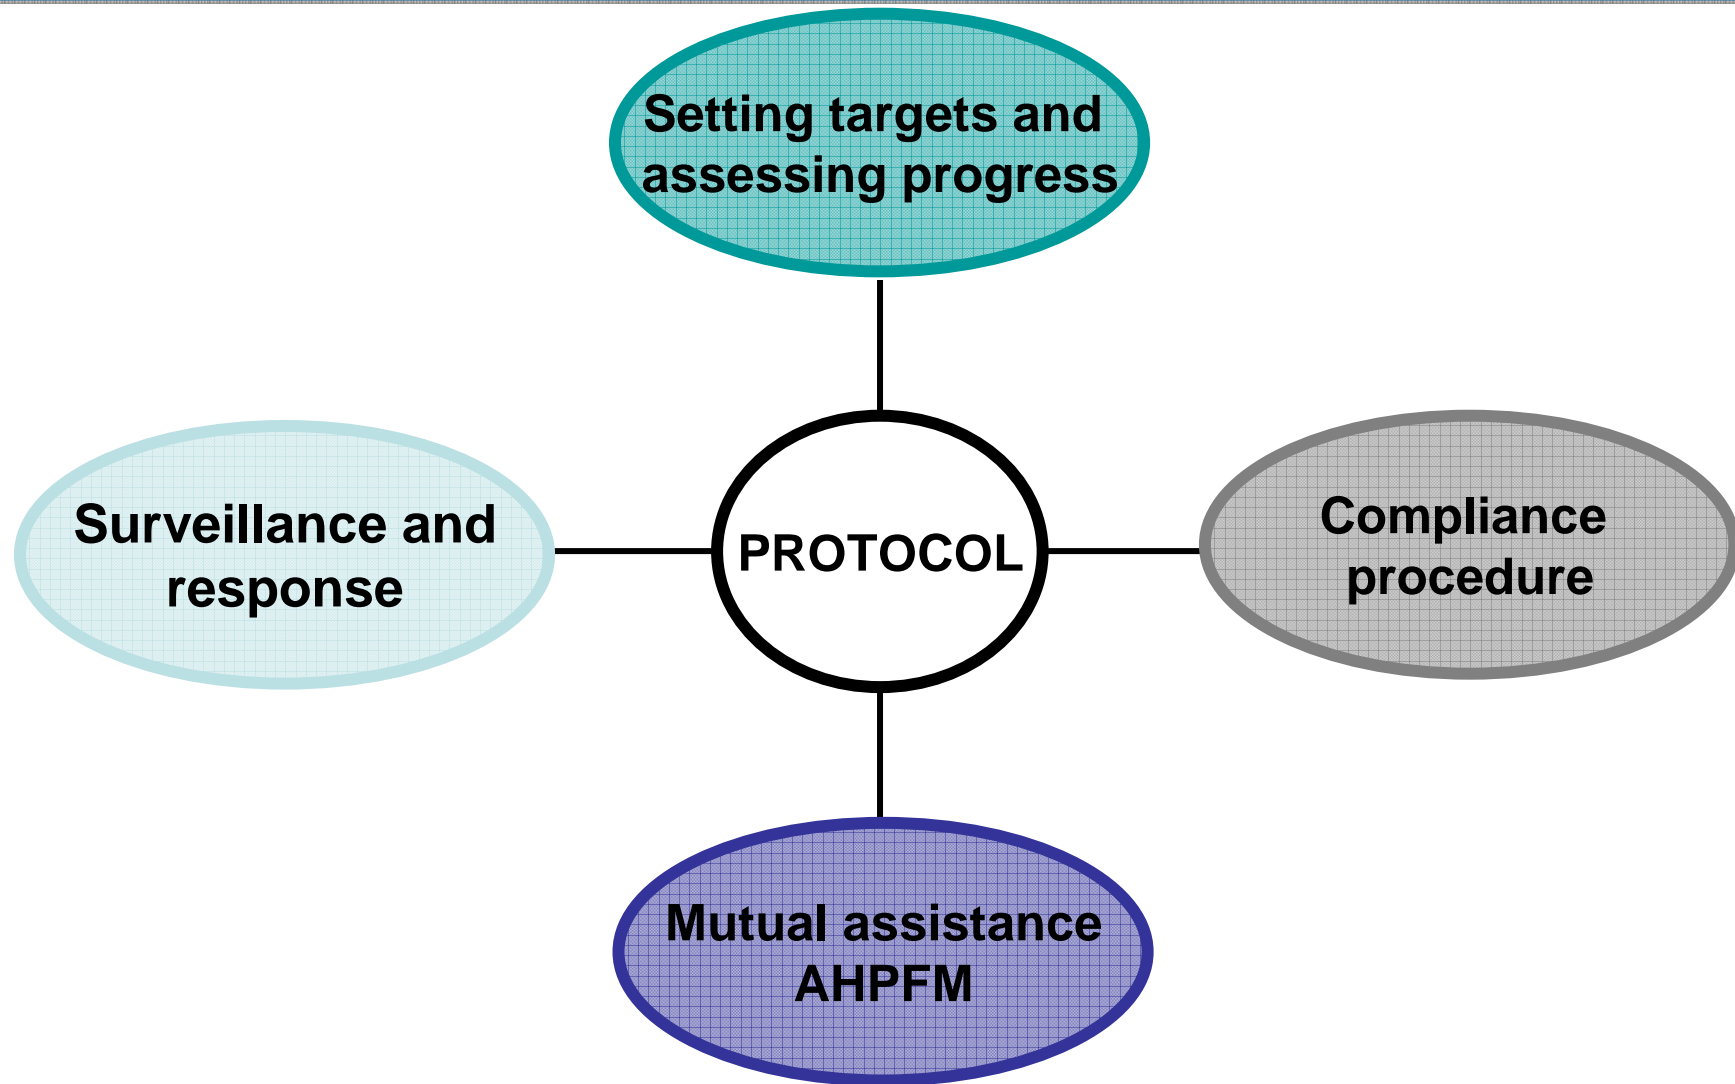 Setting targets and
assessing progress
Surveillance and
response
PROTOCOL
Compliance
procedure
Mutual assistance
AHPFM